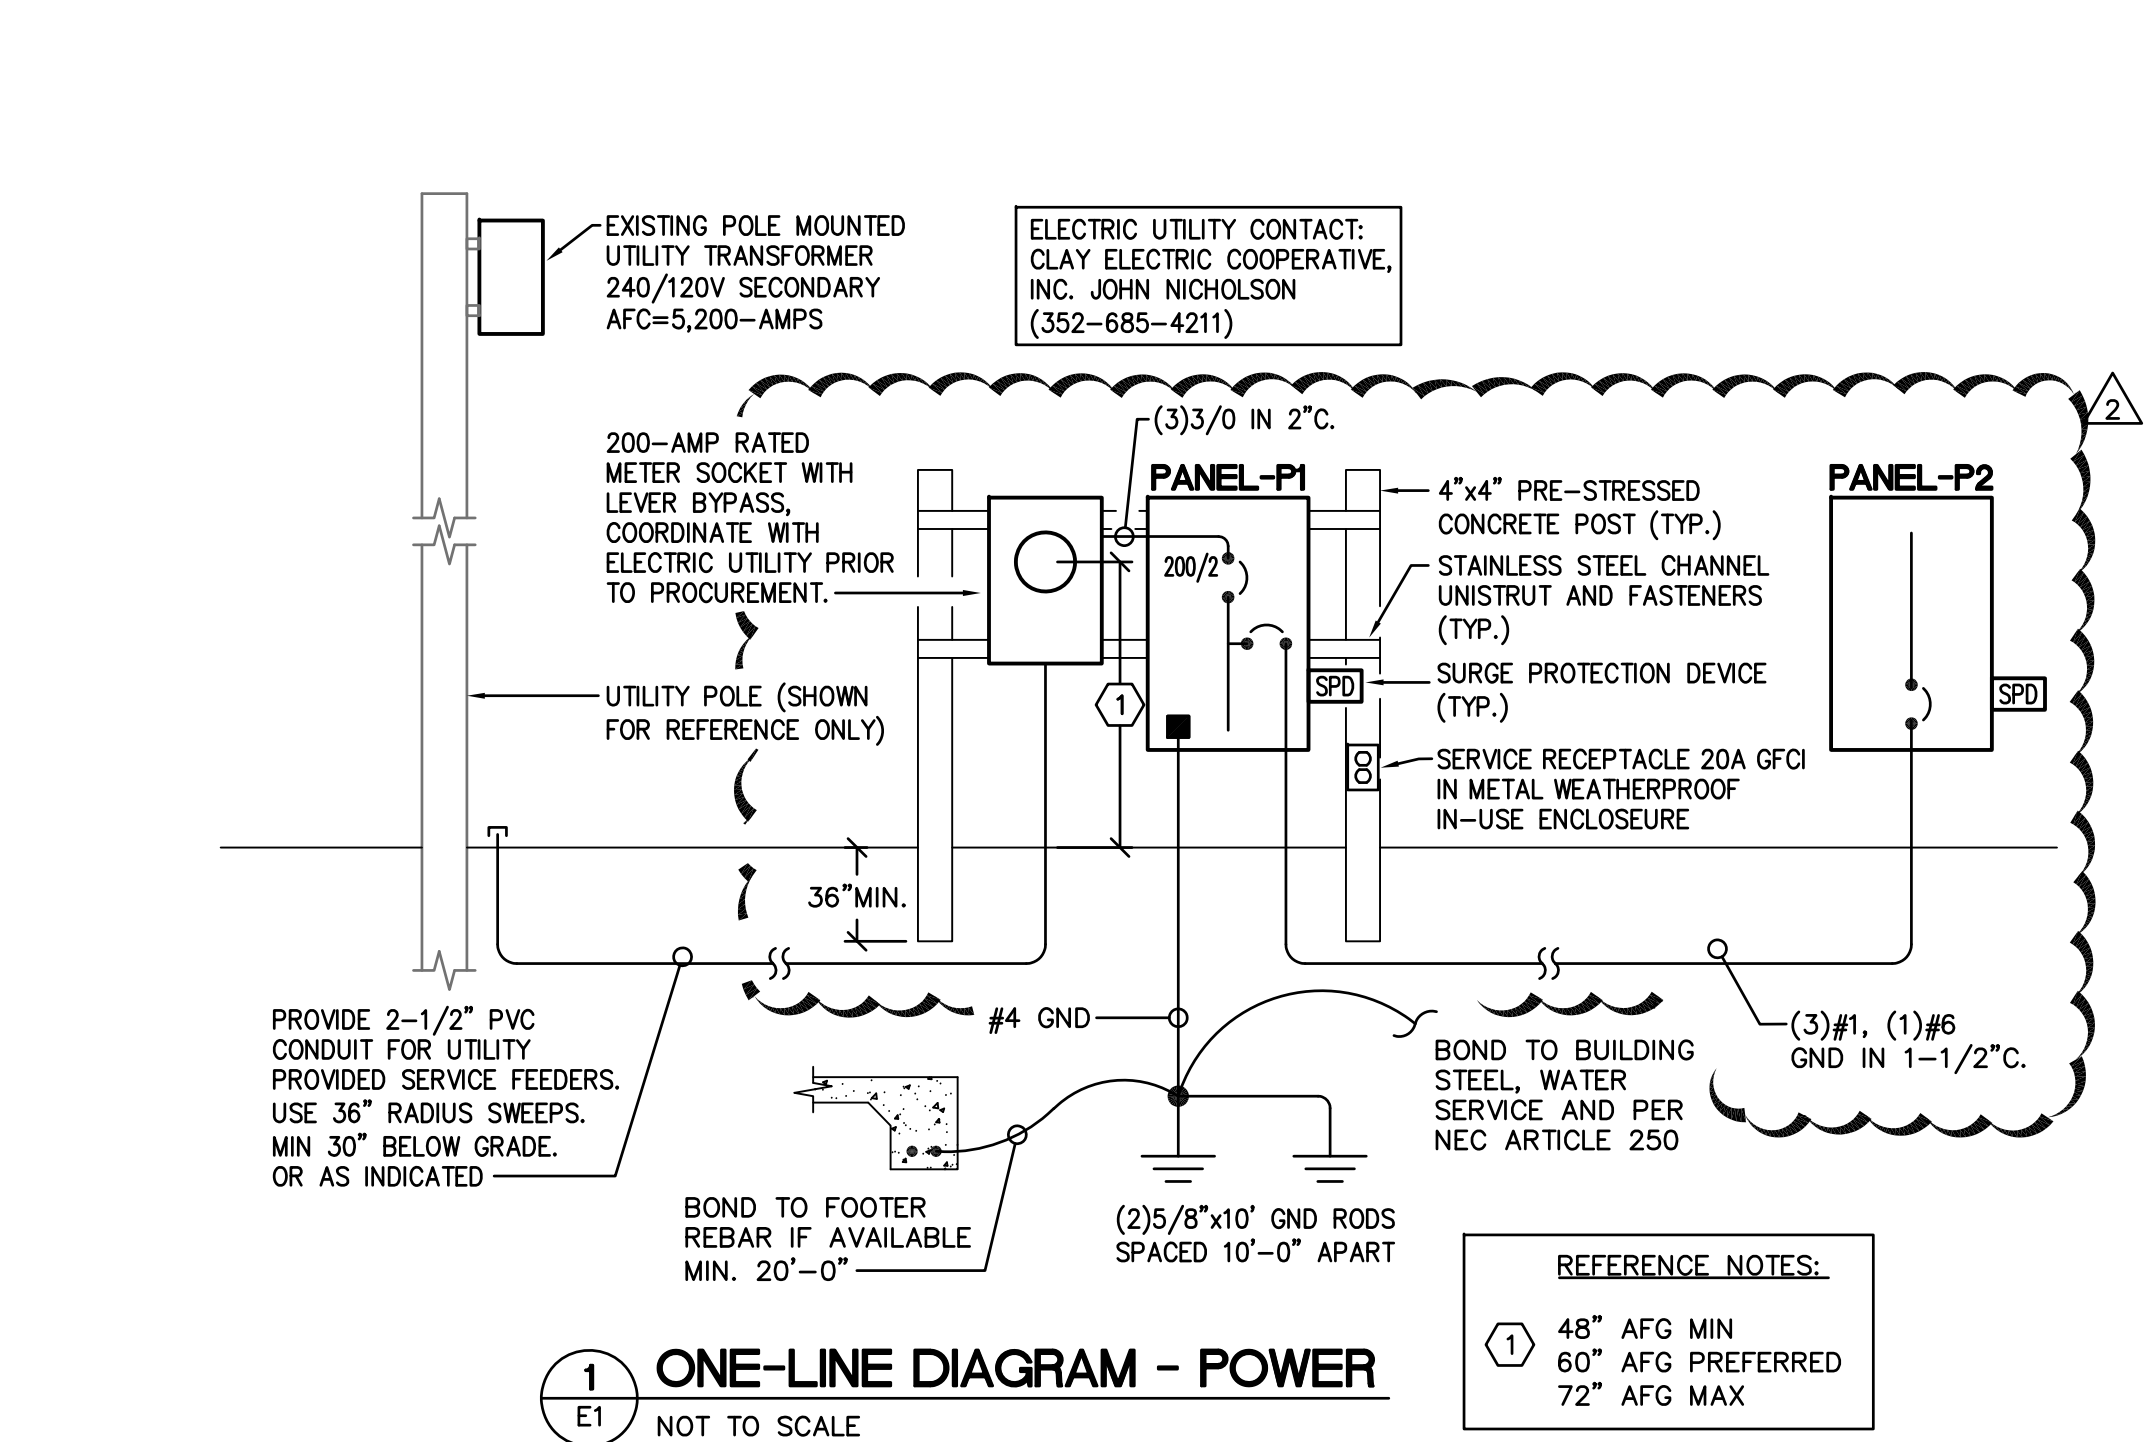 EXISTING POLE MOUNTED
UTILITY TRANSFORMER
240/120V SECONDARY
AFC=5,200-AMPS
ELECTRIC UTILITY CONTACT:
CLAY ELECTRIC COOPERATIVE,
INC. JOHN NICHOLSON
(352-685-4211)
2
(3)3/0 IN 2"C.
200-AMP RATED
METER SOCKET WITH
LEVER BYPASS,
COORDINATE WITH
ELECTRIC UTILITY PRIOR
TO PROCUREMENT.
PANEL-P1
200/2
4"x4" PRE-STRESSED
CONCRETE POST (TYP.)
STAINLESS STEEL CHANNEL
UNISTRUT AND FASTENERS
(TYP.)
SPD
SURGE PROTECTION DEVICE
(TYP.)
SERVICE RECEPTACLE 20A GFCI
IN METAL WEATHERPROOF
IN-USE ENCLOSEURE
PANEL-P2
SPD
UTILITY POLE (SHOWN
FOR REFERENCE ONLY)
1
36"MIN.
PROVIDE 2-1/2" PVC
CONDUIT FOR UTILITY
PROVIDED SERVICE FEEDERS.
USE 36" RADIUS SWEEPS.
MIN 30" BELOW GRADE.
OR AS INDICATED
#4 GND
(3)#1, (1)#6
GND IN 1-1/2"C.
BOND TO BUILDING
STEEL, WATER
SERVICE AND PER
NEC ARTICLE 250
BOND TO FOOTER
REBAR IF AVAILABLE
MIN. 20'-0"
(2)5/8"x10' GND RODS
SPACED 10'-0" APART
REFERENCE NOTES:
1
48" AFG MIN
60" AFG PREFERRED
72" AFG MAX
1
E1
ONE-LINE DIAGRAM - POWER
NOT TO SCALE